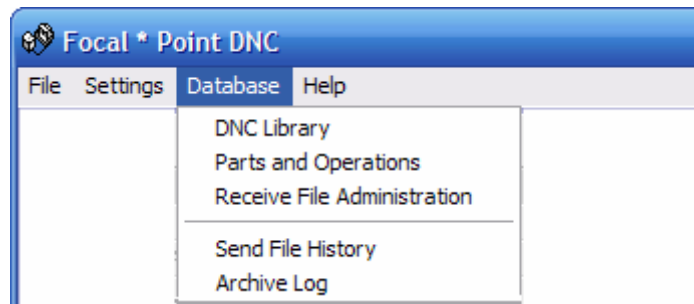 Focal * Point DNC
File Settings Database Help
DNC Library
Parts and Operations
Receive File Administration
Send File History
Archive Log